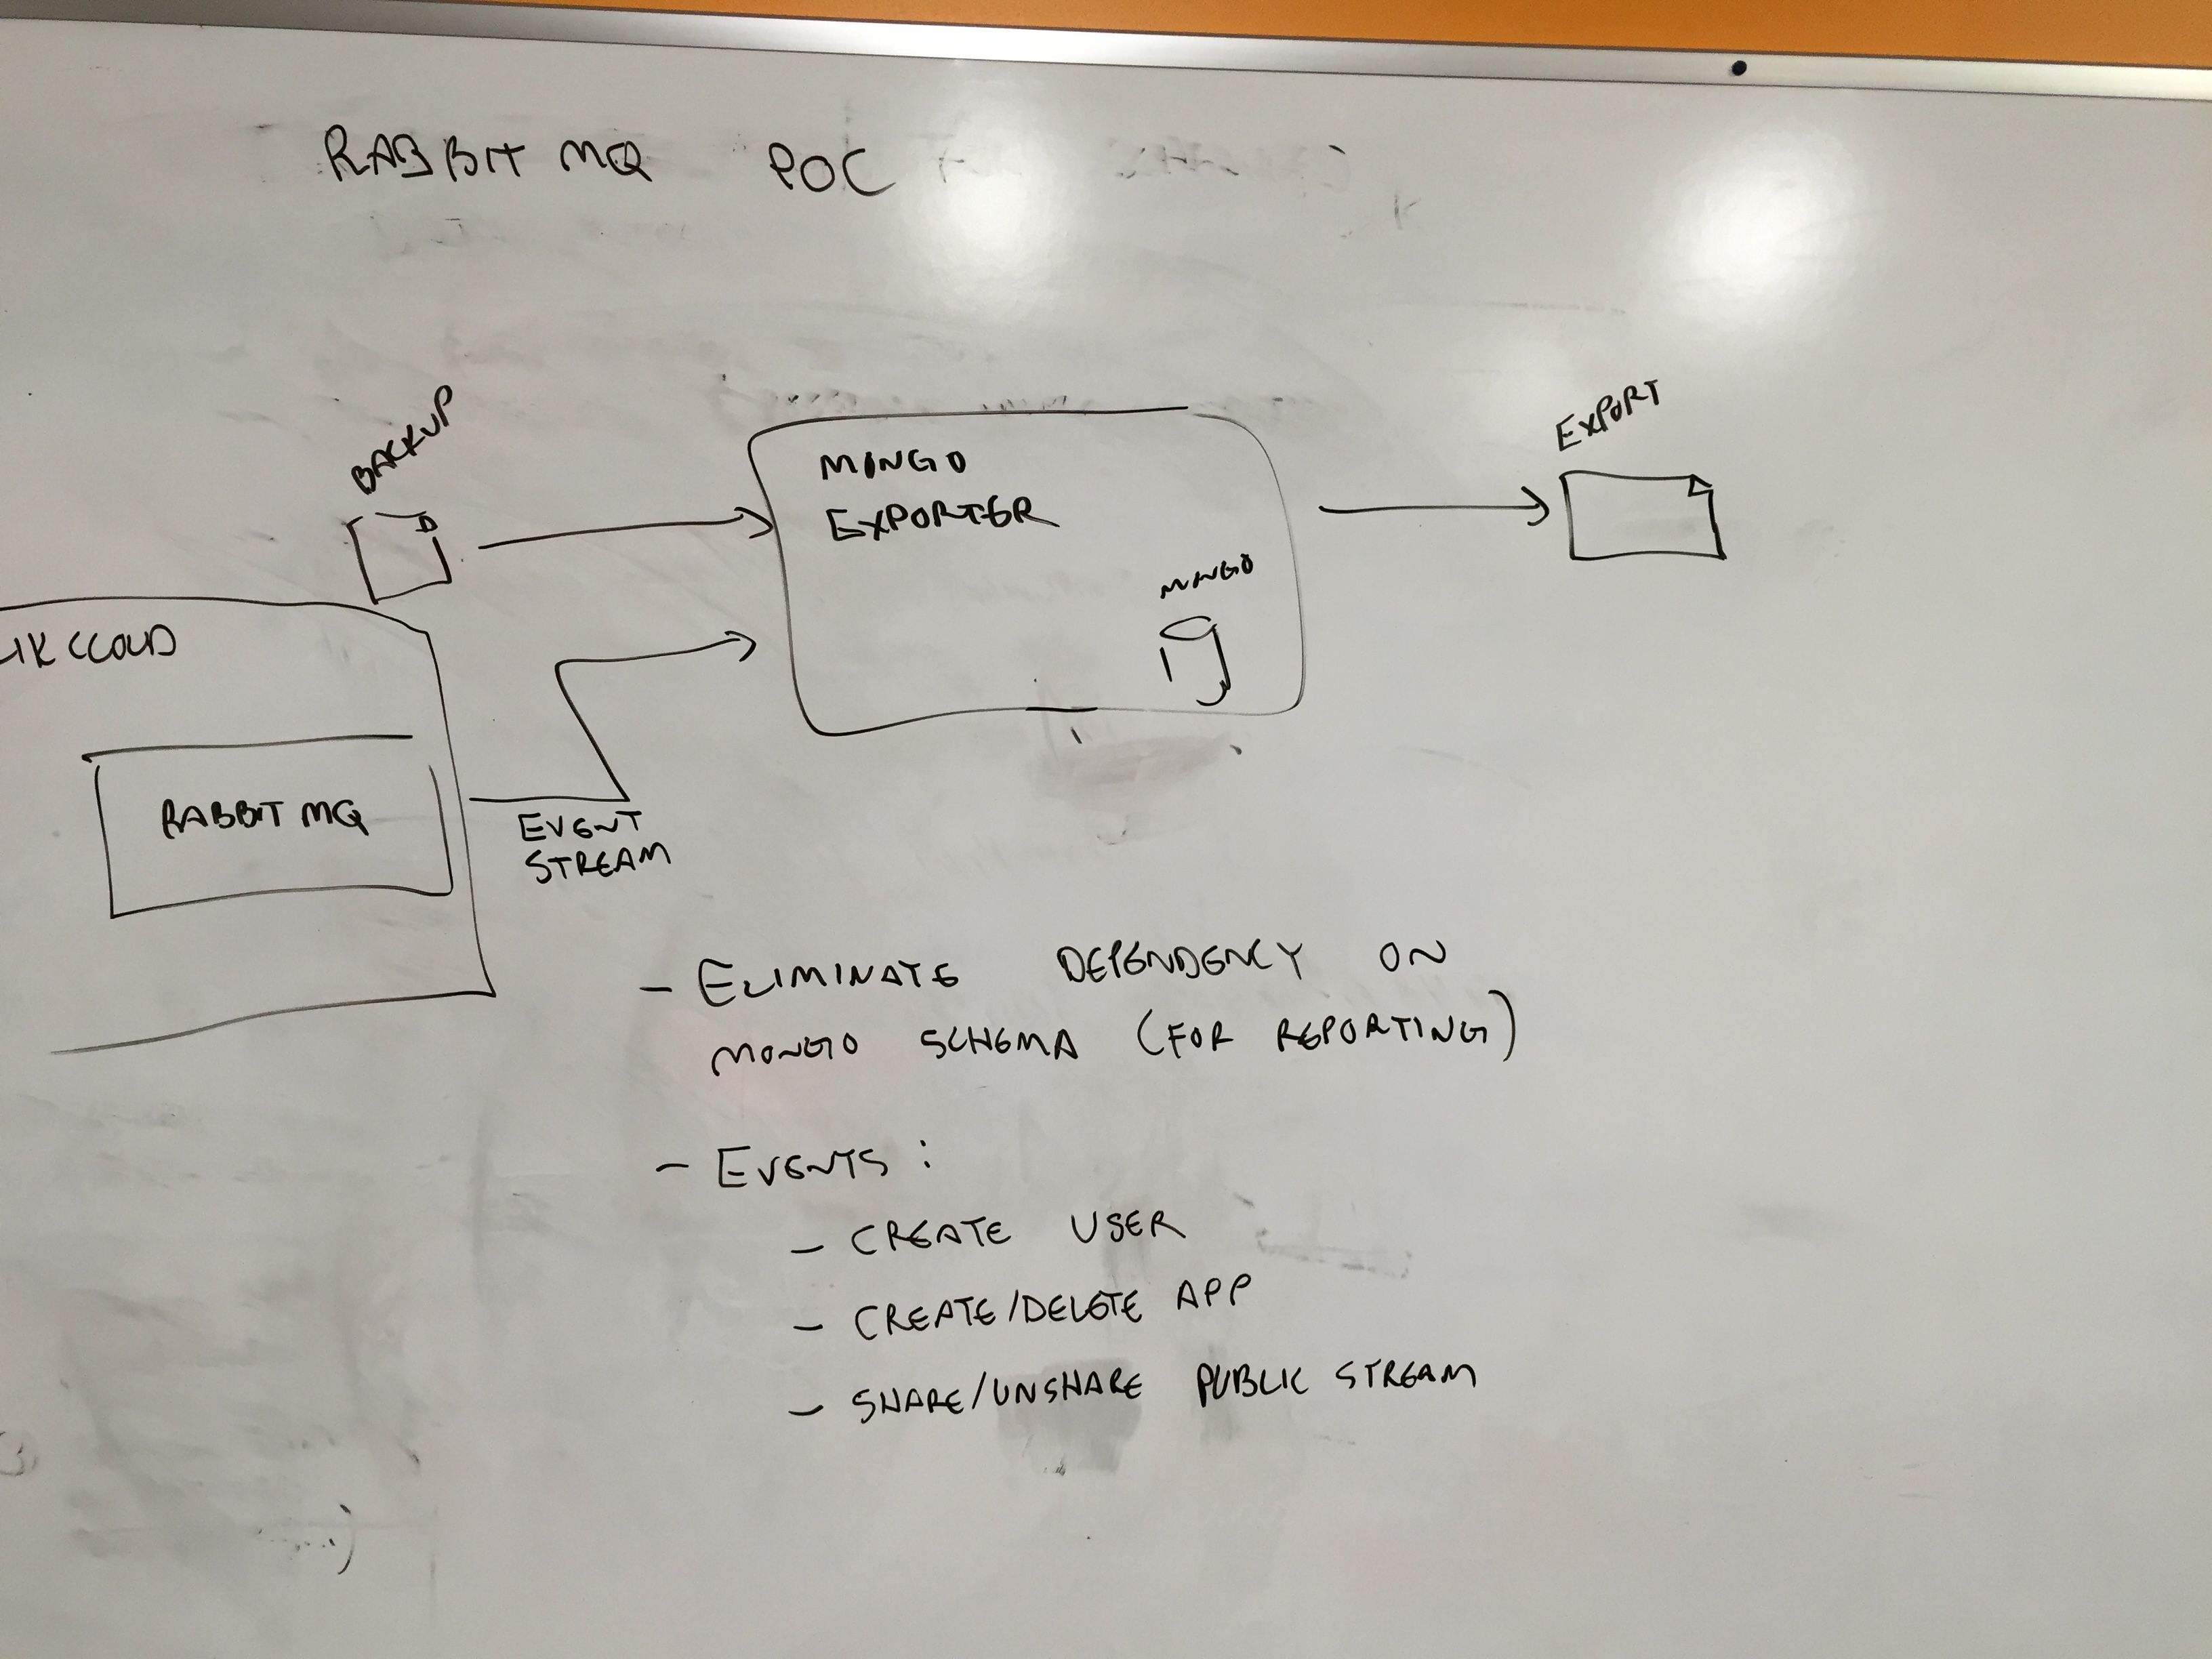 RABBIT MQ POC
BACKUP
EXPORT
MONGO
EXPORTER
MONGO
CLOUD
RABBIT MQ
EVENT
STREAM
- ELIMINATE DEPENDENCY ON
MONGO SCHEMA (FOR REPORTING)
- EVENTS:
- CREATE USER
- CREATE/DELETE APP
- SHARE/UNSHARE PUBLIC STREAM